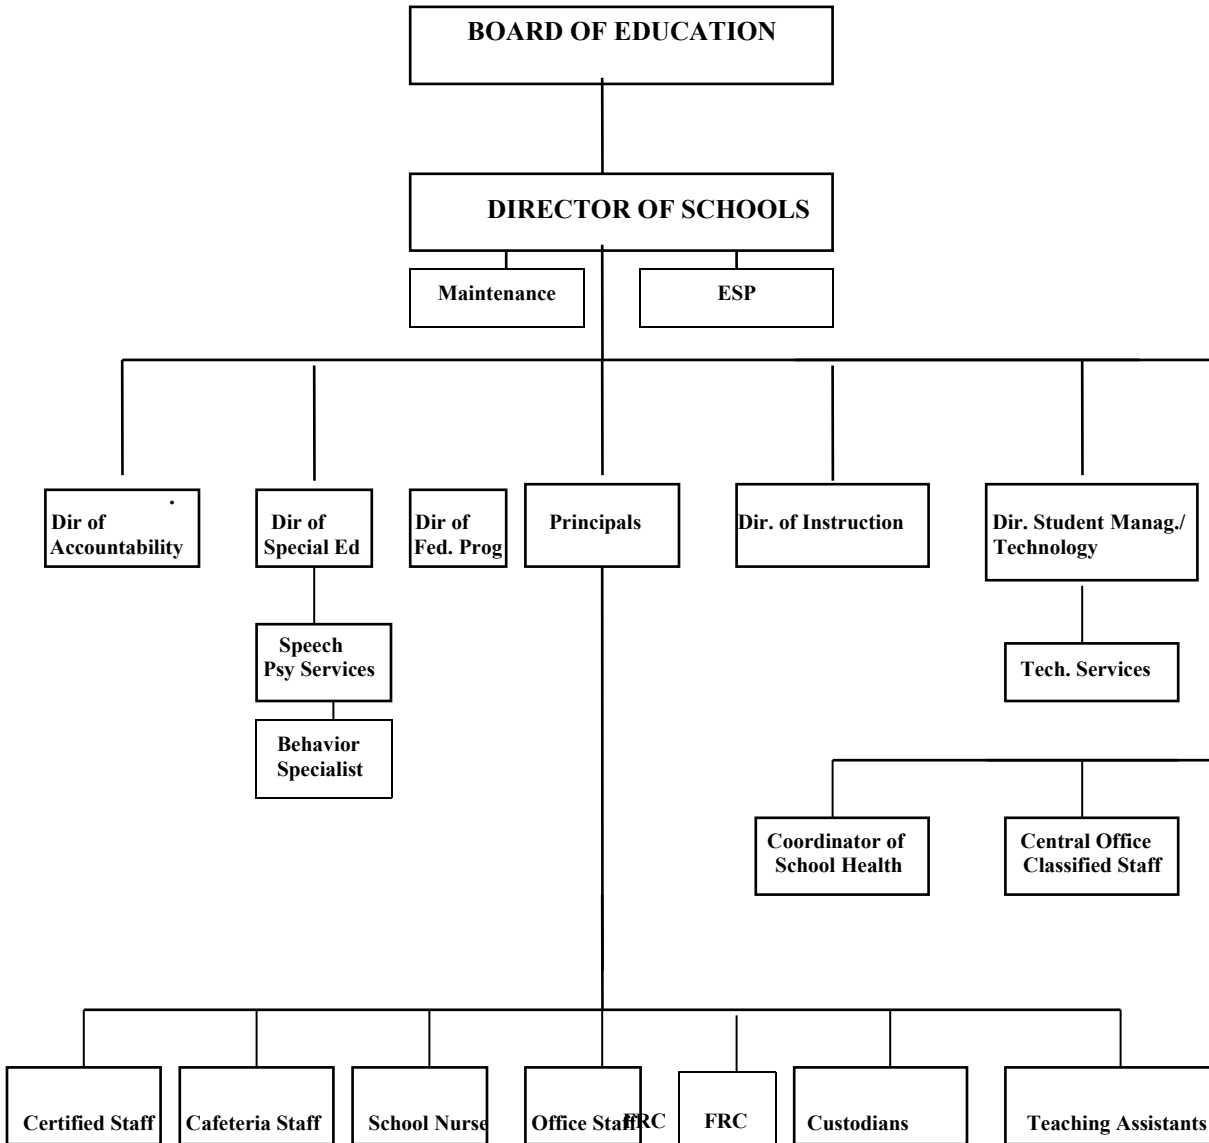 BOARD OF EDUCATION
DIRECTOR OF SCHOOLS
Maintenance
ESP
.
Dir of
Accountability
Dir of
Special Ed
Dir of
Fed. Prog
Principals
Dir. of Instruction
Dir. Student Manag./
Technology
Speech
Psy Services
Tech. Services
Behavior
Specialist
Coordinator of
School Health
Central Office
Classified Staff
Certified Staff
Cafeteria Staff
School Nurse
Office Staff
FRC
FRC
Custodians
Teaching Assistants